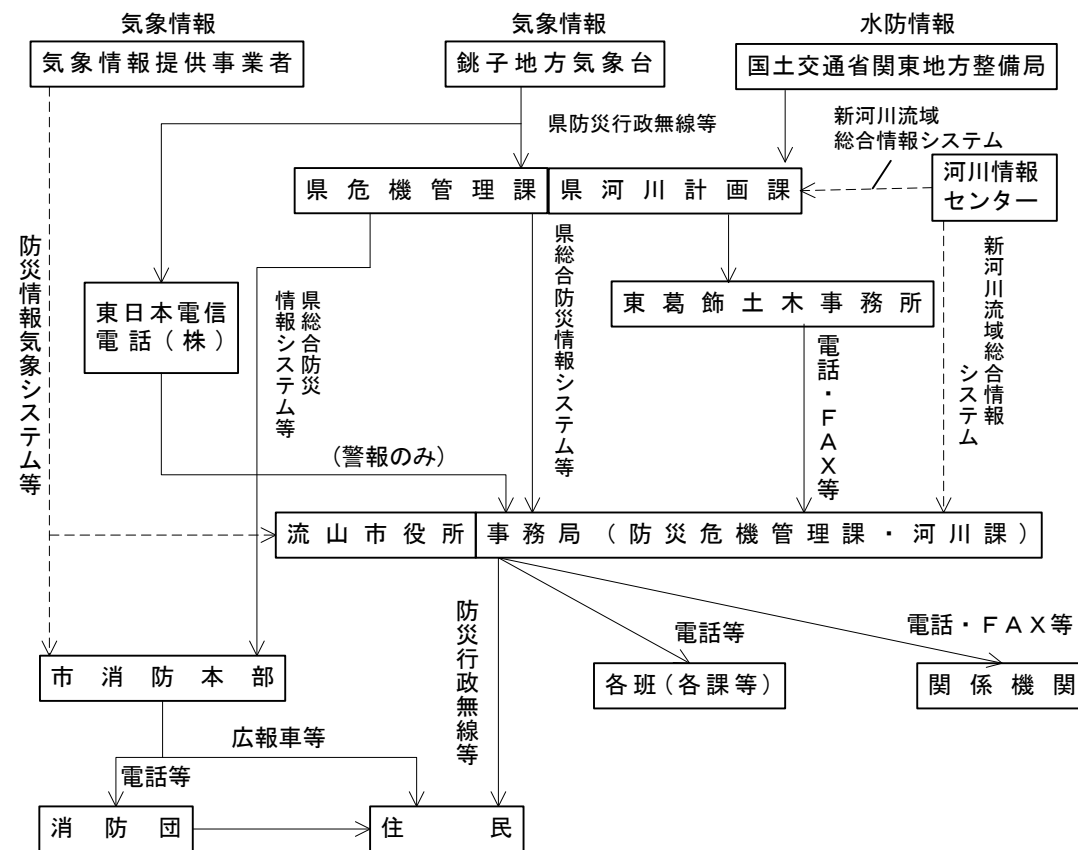 気象情報
気象情報
水防情報
気象情報提供事業者
銚子地方気象台
国土交通省関東地方整備局
県防災行政無線等
新河川流域
総合情報システム
県危機管理課
県河川計画課
河川情報
センター
防災情報気象システム等
東日本電信
電話(株)
県総合防災
情報システム等
県総合防災情報システム等
東葛飾土木事務所
電話・FAX等
新河川流域総合情報
システム
(警報のみ)
流山市役所
事務局(防災危機管理課・河川課)
防災行政無線等
電話等
電話・FAX等
市消防本部
各班(各課等)
関係機関
広報車等
電話等
消防団
住民